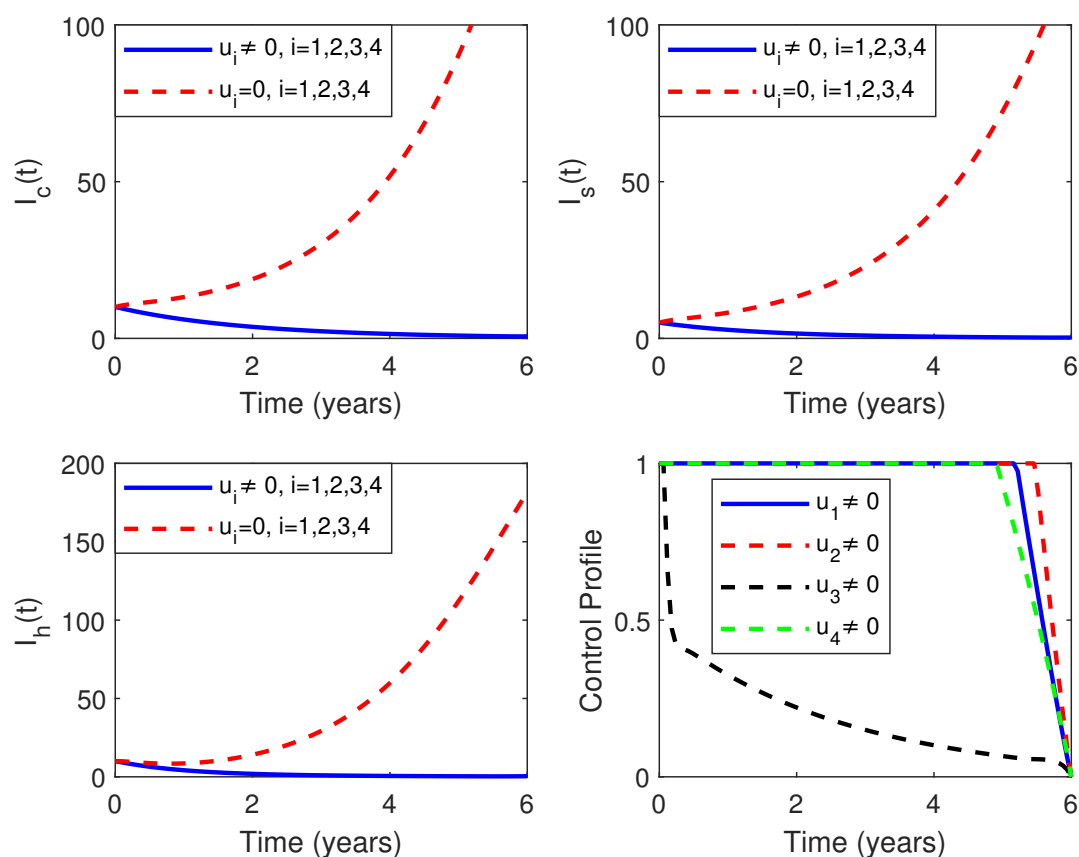 100
50
0
I_c(t)
u_i ≠ 0, i=1,2,3,4
u_i=0, i=1,2,3,4
0 2 4 6
Time (years)
100
50
0
I_s(t)
u_i ≠ 0, i=1,2,3,4
u_i=0, i=1,2,3,4
0 2 4 6
Time (years)
200
150
100
50
0
I_h(t)
u_i ≠ 0, i=1,2,3,4
u_i=0, i=1,2,3,4
0 2 4 6
Time (years)
1
0.5
0
Control Profile
u_1 ≠ 0
u_2 ≠ 0
u_3 ≠ 0
u_4 ≠ 0
0 2 4 6
Time (years)